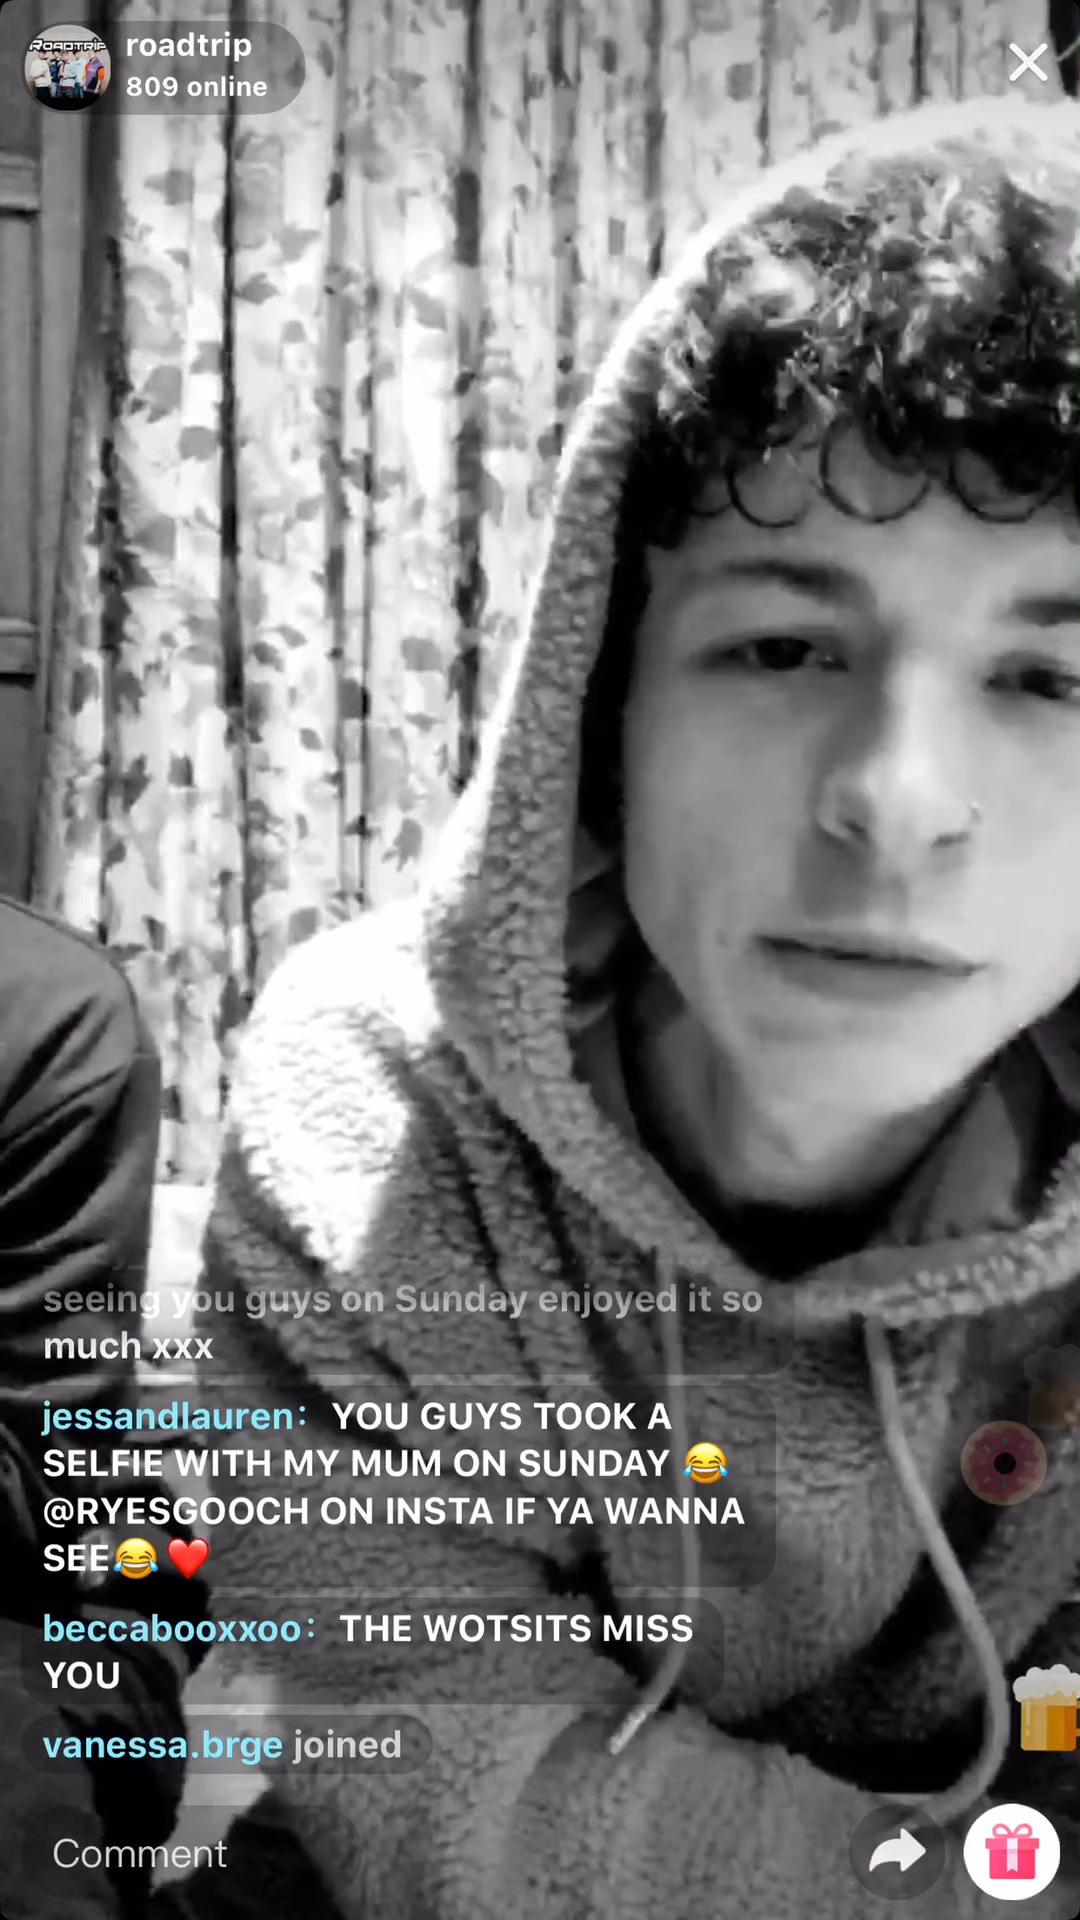 ROADTRIP
roadtrip
809 online
seeing you guys on Sunday enjoyed it so
much xxx
jessandlauren: YOU GUYS TOOK A
SELFIE WITH MY MUM ON SUNDAY 😂
@RYESGOOCH ON INSTA IF YA WANNA
SEE😂 ❤️
beccabooxxoo: THE WOTSITS MISS
YOU
vanessa.brge joined
Comment